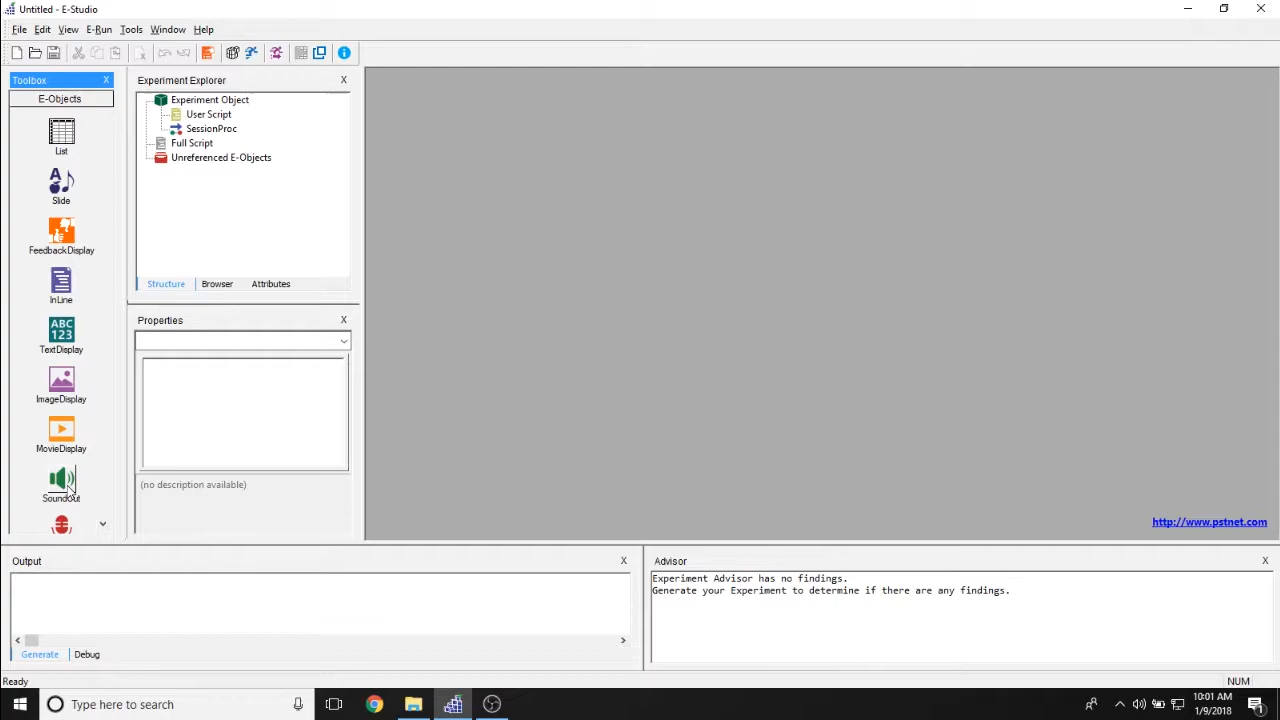 Untitled - E-Studio
File Edit View E-Run Tools Window Help
Toolbox X
E-Objects
List
Slide
FeedbackDisplay
InLine
ABC
123
TextDisplay
ImageDisplay
MovieDisplay
SoundOut
Experiment Explorer X
Experiment Object
User Script
SessionProc
Full Script
Unreferenced E-Objects
Structure Browser Attributes
Properties X
(no description available)
http://www.pstnet.com
Output X
Generate Debug
Advisor X
Experiment Advisor has no findings.
Generate your Experiment to determine if there are any findings.
Ready
NUM
Type here to search
10:01 AM
1/9/2018
1